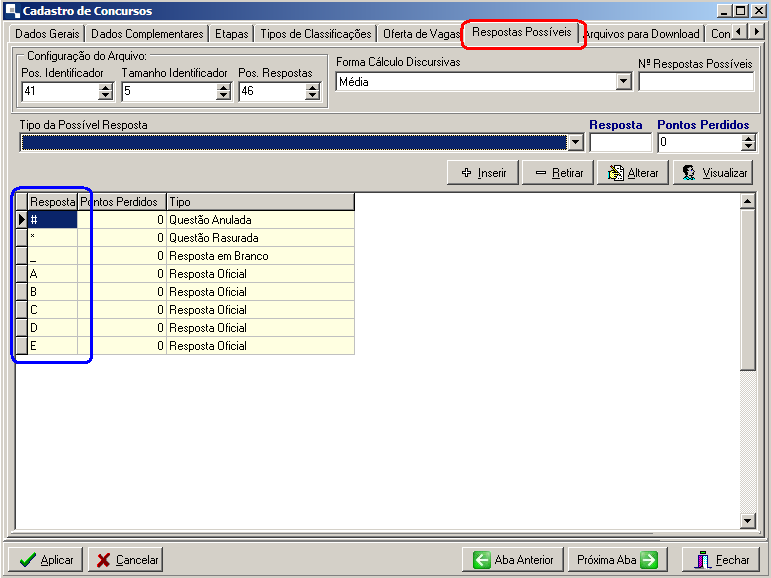 Cadastro de Concursos
Dados Gerais Dados Complementares Etapas Tipos de Classificações Oferta de Vagas Respostas Possíveis Arquivos para Download Con
Configuração do Arquivo:
Pos. Identificador Tamanho Identificador Pos. Respostas
41 5 46
Forma Cálculo Discursivas
Média
Nº Respostas Possíveis
Tipo da Possível Resposta Resposta Pontos Perdidos
0
Inserir Retirar Alterar Visualizar
Resposta Pontos Perdidos Tipo
# 0 Questão Anulada
* 0 Questão Rasurada
_ 0 Resposta em Branco
A 0 Resposta Oficial
B 0 Resposta Oficial
C 0 Resposta Oficial
D 0 Resposta Oficial
E 0 Resposta Oficial
Aplicar Cancelar Aba Anterior Próxima Aba Fechar